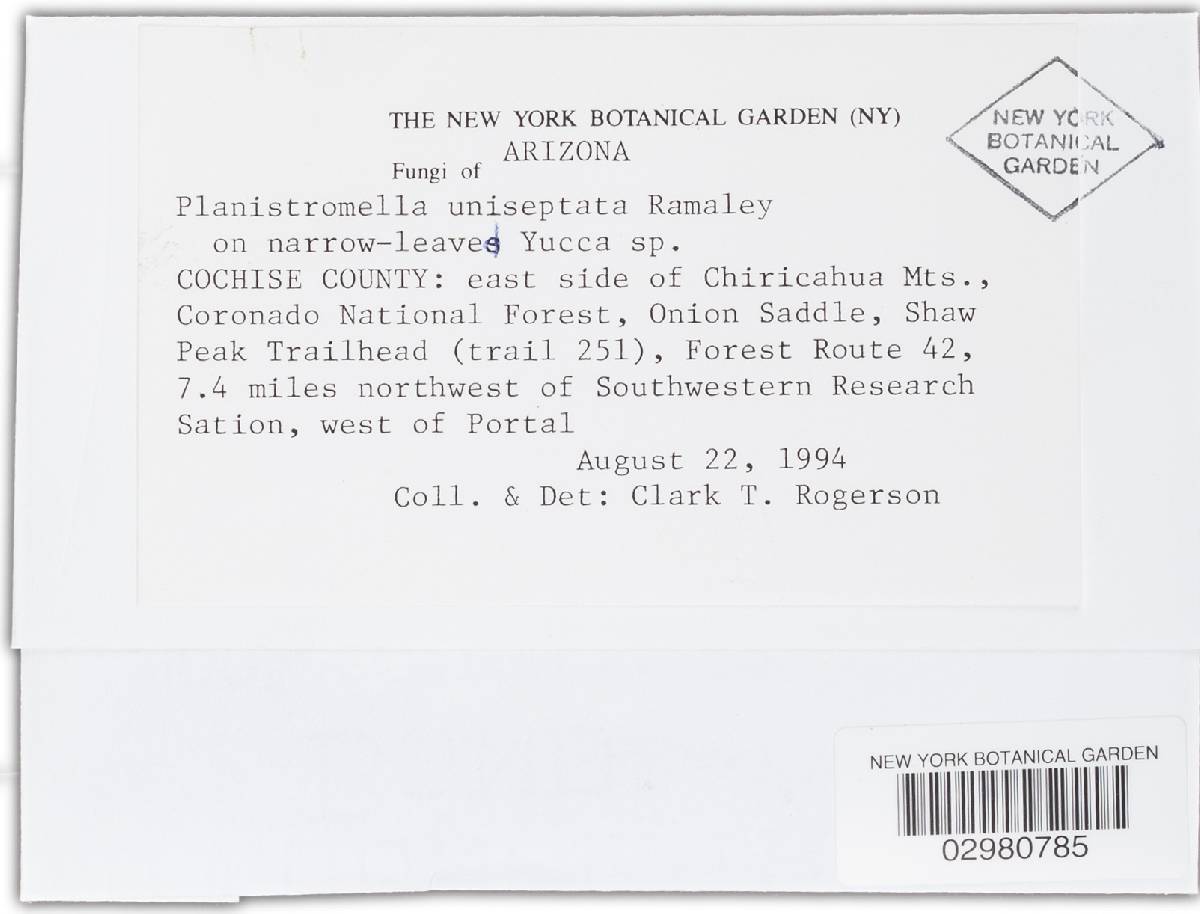 THE NEW YORK BOTANICAL GARDEN (NY)
Fungi of ARIZONA
Planistromella uniseptata Ramaley
on narrow-leaved Yucca sp.
COCHISE COUNTY: east side of Chiricahua Mts.,
Coronado National Forest, Onion Saddle, Shaw
Peak Trailhead (trail 251), Forest Route 42,
7.4 miles northwest of Southwestern Research
Sation, west of Portal
August 22, 1994
Coll. & Det: Clark T. Rogerson
NEW YORK
BOTANICAL
GARDEN
NEW YORK BOTANICAL GARDEN
02980785